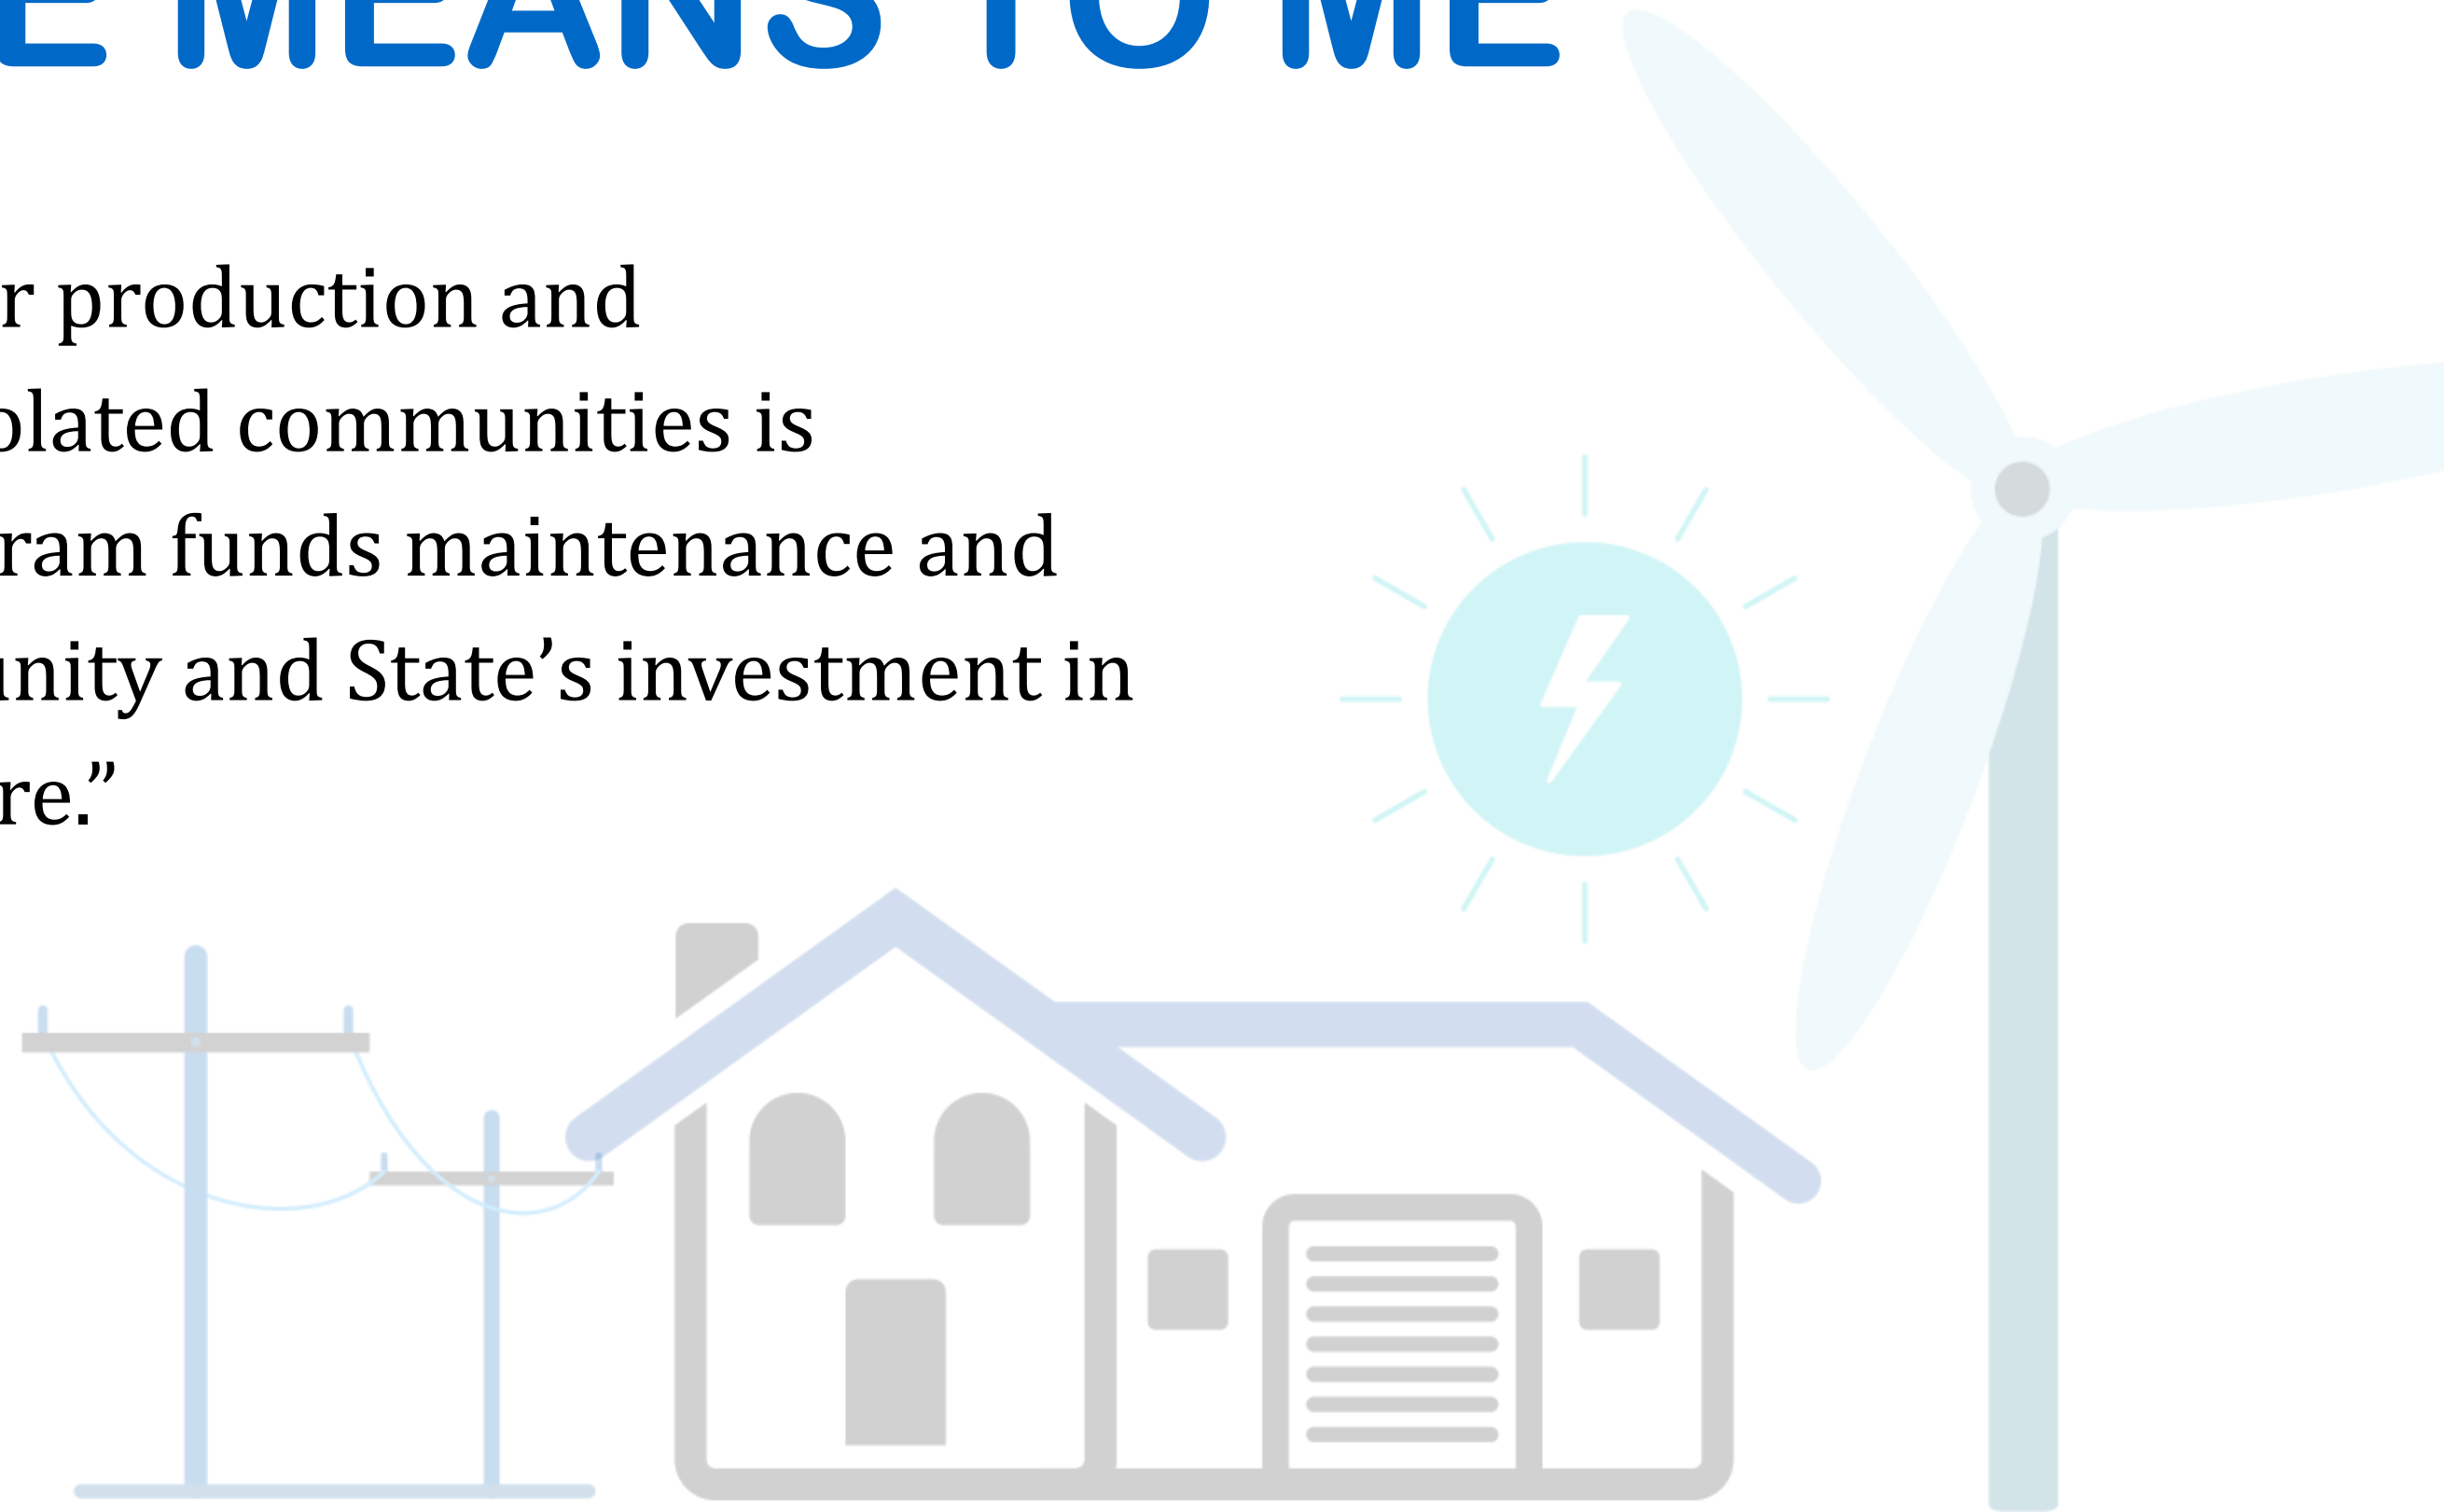 E MEANS TO ME
r production and
olated communities is
ram funds maintenance and
unity and State’s investment in
re.”